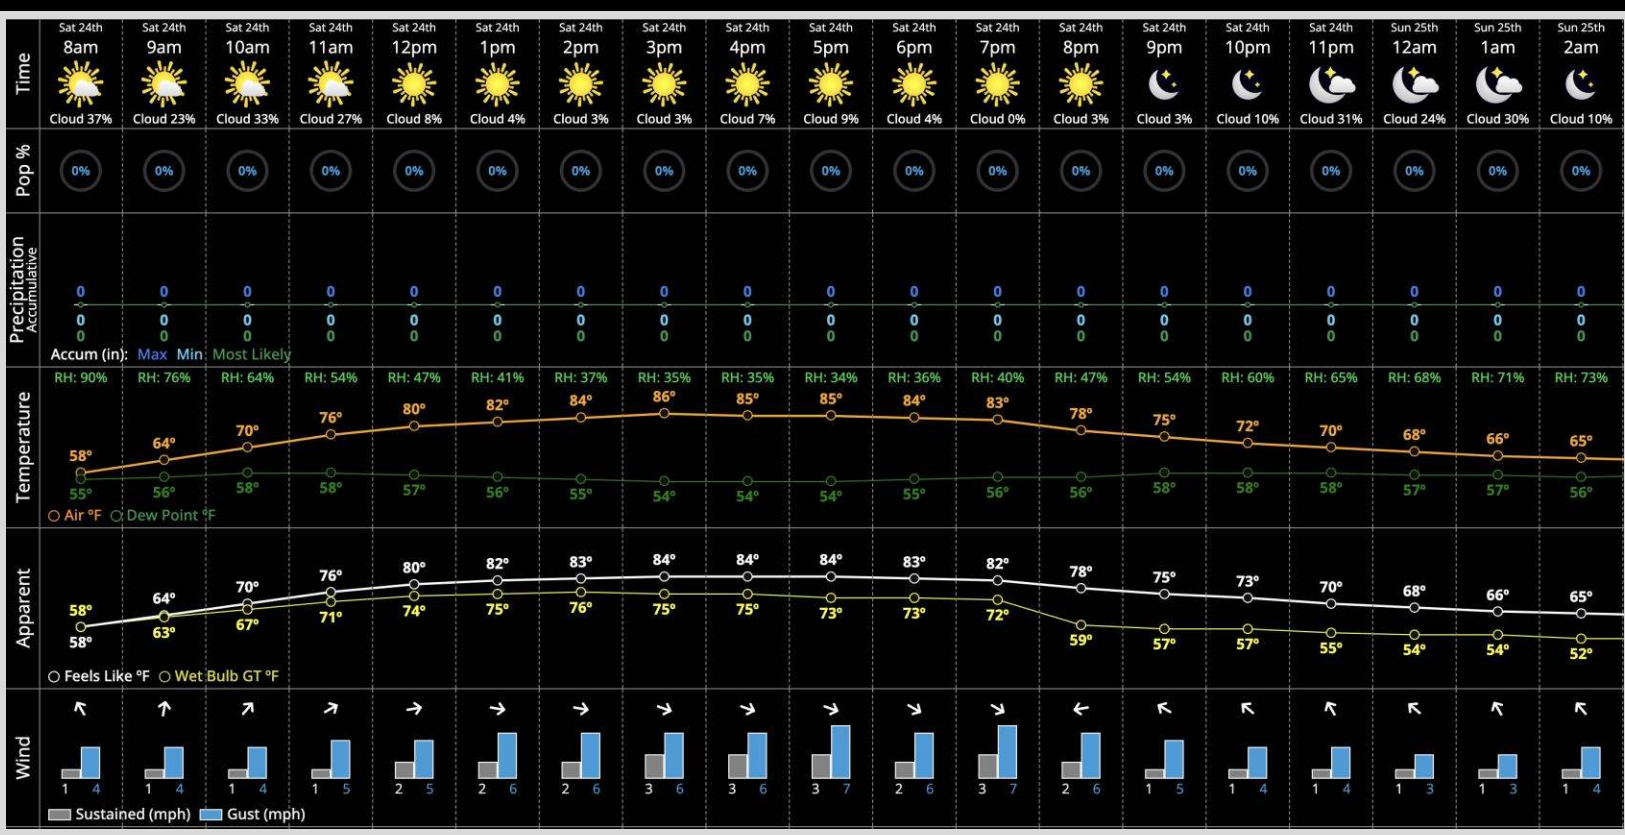 Time
Sat 24th Sat 24th Sat 24th Sat 24th Sat 24th Sat 24th Sat 24th Sat 24th Sat 24th Sat 24th Sat 24th Sat 24th Sat 24th Sat 24th Sat 24th Sat 24th Sun 25th Sun 25th Sun 25th
8am 9am 10am 11am 12pm 1pm 2pm 3pm 4pm 5pm 6pm 7pm 8pm 9pm 10pm 11pm 12am 1am 2am
Cloud 37% Cloud 23% Cloud 33% Cloud 27% Cloud 8% Cloud 4% Cloud 3% Cloud 3% Cloud 7% Cloud 9% Cloud 4% Cloud 0% Cloud 3% Cloud 3% Cloud 10% Cloud 31% Cloud 24% Cloud 30% Cloud 10%
Pop %
0% 0% 0% 0% 0% 0% 0% 0% 0% 0% 0% 0% 0% 0% 0% 0% 0% 0% 0%
Precipitation
Accumulative
0 0 0 0 0 0 0 0 0 0 0 0 0 0 0 0 0 0 0
0 0 0 0 0 0 0 0 0 0 0 0 0 0 0 0 0 0 0
0 0 0 0 0 0 0 0 0 0 0 0 0 0 0 0 0 0 0
Accum (in): Max Min Most Likely
Temperature
RH: 90% RH: 76% RH: 64% RH: 54% RH: 47% RH: 41% RH: 37% RH: 35% RH: 35% RH: 34% RH: 36% RH: 40% RH: 47% RH: 54% RH: 60% RH: 65% RH: 68% RH: 71% RH: 73%
58° 64° 70° 76° 80° 82° 84° 86° 85° 85° 84° 83° 78° 75° 72° 70° 68° 66° 65°
55° 56° 58° 58° 57° 56° 55° 54° 54° 54° 55° 56° 56° 58° 58° 58° 57° 57° 56°
Air °F Dew Point °F
Apparent
58° 64° 70° 76° 80° 82° 83° 84° 84° 84° 83° 82° 78° 75° 73° 70° 68° 66° 65°
58° 63° 67° 71° 74° 75° 76° 75° 75° 73° 73° 72° 59° 57° 57° 55° 54° 54° 52°
Feels Like °F Wet Bulb GT °F
Wind
1 4 1 4 1 4 1 5 2 5 2 6 2 6 3 6 3 6 3 7 2 6 3 7 2 6 1 5 1 4 1 4 1 3 1 3 1 4
Sustained (mph) Gust (mph)